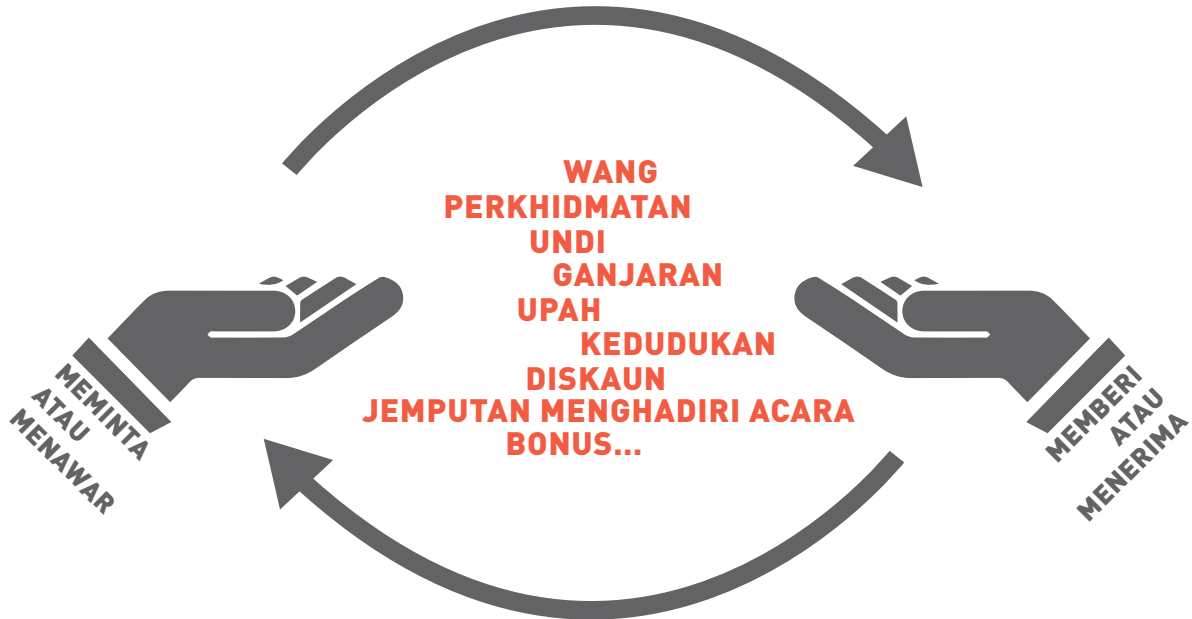 WANG
PERKHIDMATAN
UNDI
GANJARAN
UPAH
KEDUDUKAN
DISKAUN
JEMPUTAN MENGHADIRI ACARA
BONUS...
MEMINTA
ATAU
MENAWAR
MEMBERI
ATAU
MENERIMA